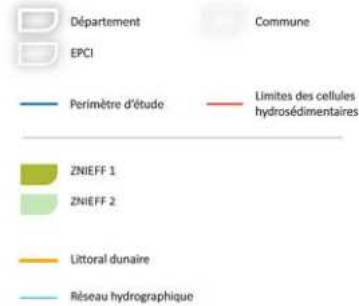 Département
Commune
EPCI
Perimètre d'étude
Limites des cellules
hydrosédimentaires
ZNIEFF 1
ZNIEFF 2
Littoral dunaire
Réseau hydrographique